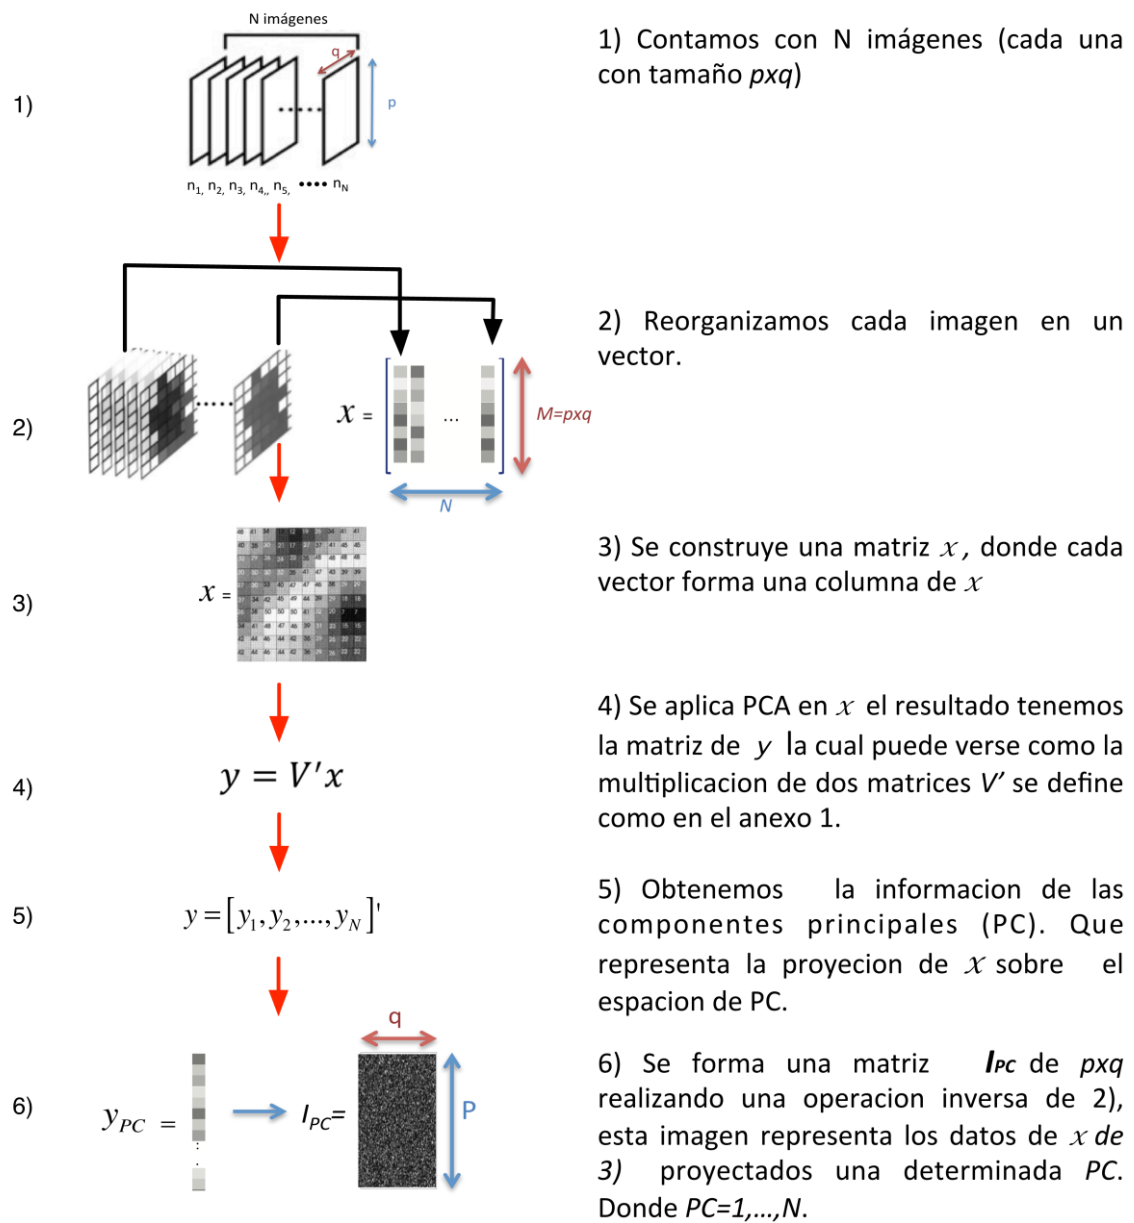 N imágenes
q
1)
p
n1, n2, n3, n4,, n5, •••• nN
1) Contamos con N imágenes (cada una
con tamaño pxq)
2)
x =
...
M=pxq
N
2) Reorganizamos cada imagen en un
vector.
3)
x =
3) Se construye una matriz x, donde cada
vector forma una columna de x
4)
y = V'x
4) Se aplica PCA en x el resultado tenemos
la matriz de y la cual puede verse como la
multiplicacion de dos matrices V' se define
como en el anexo 1.
5)
y = [y1, y2, ..., yN]'
5) Obtenemos la informacion de las
componentes principales (PC). Que
representa la proyecion de x sobre el
espacion de PC.
6)
yPC =
IPC=
q
P
6) Se forma una matriz IPC de pxq
realizando una operacion inversa de 2),
esta imagen representa los datos de x de
3) proyectados una determinada PC.
Donde PC=1,...,N.